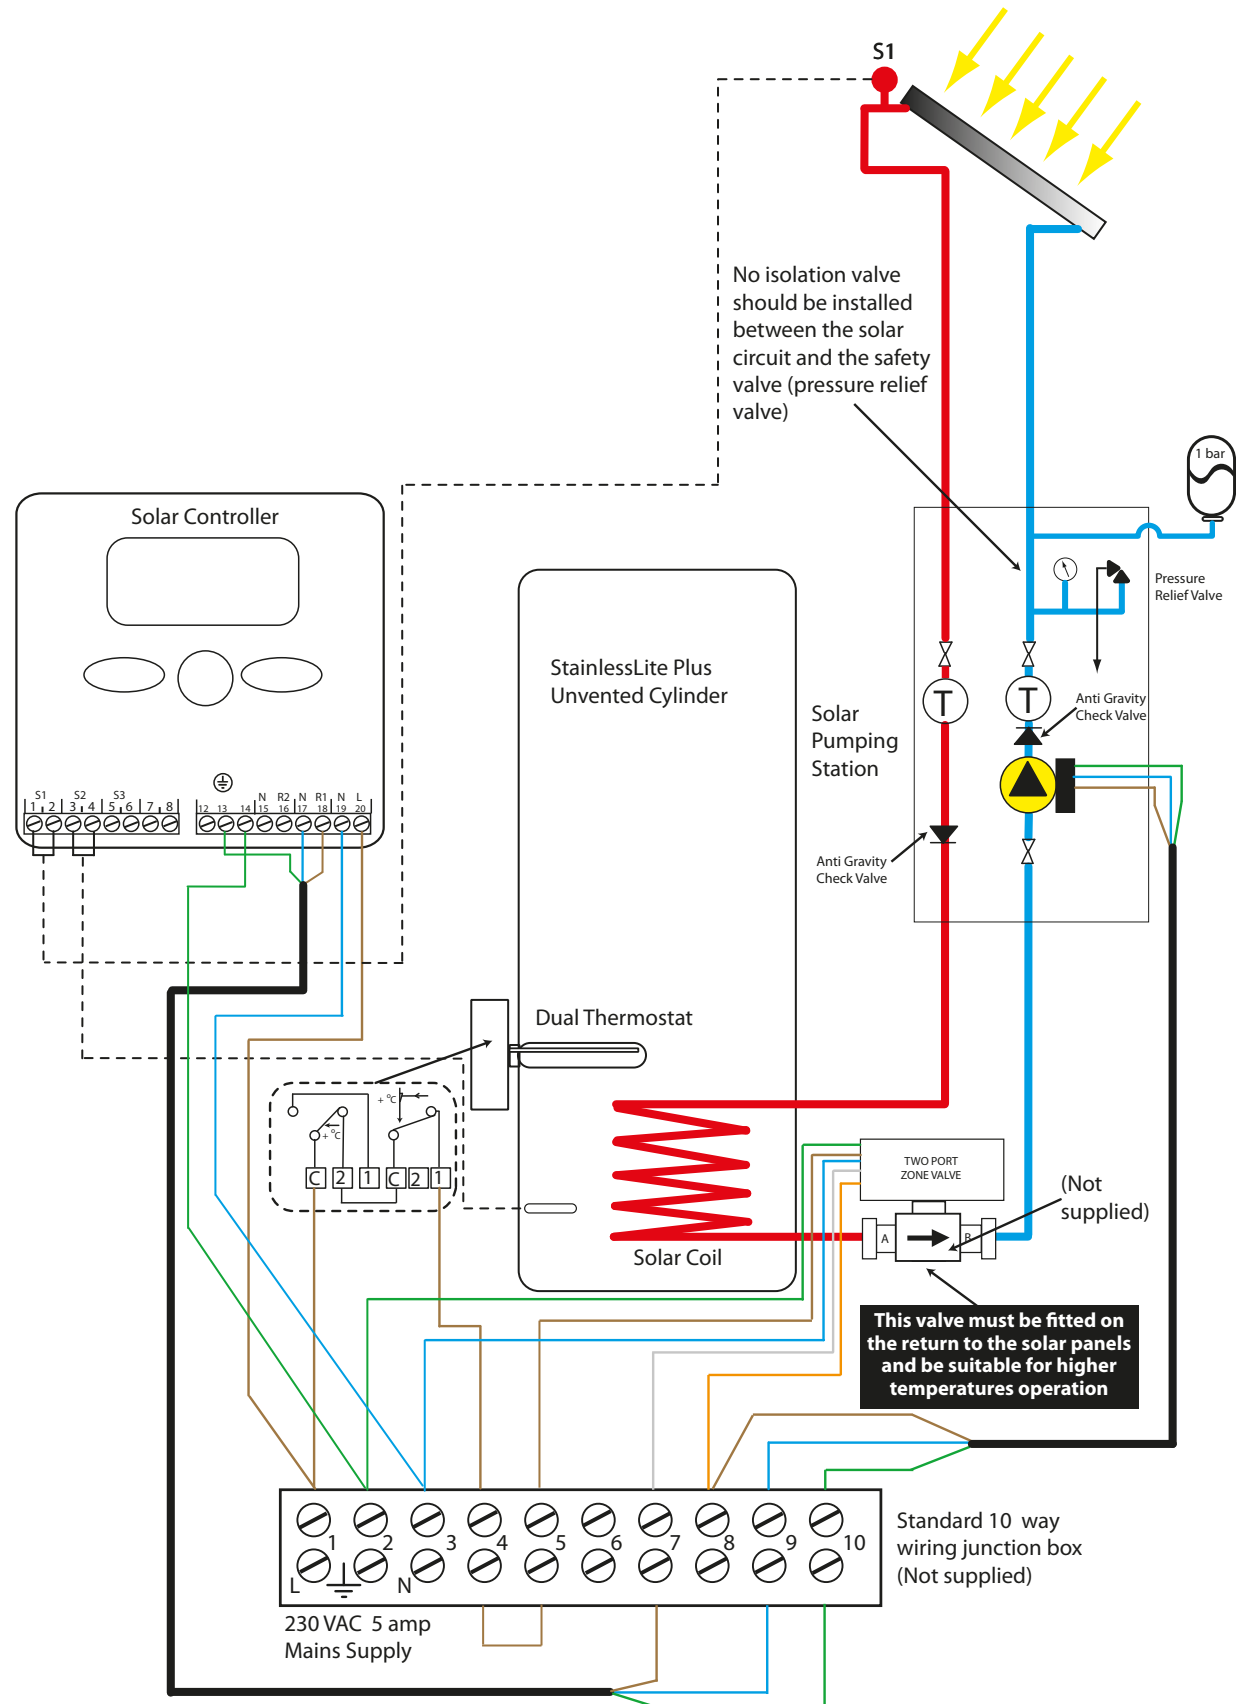 S1
No isolation valve
should be installed
between the solar
circuit and the safety
valve (pressure relief
valve)
1 bar
Solar Controller
Pressure
Relief Valve
StainlessLite Plus
Unvented Cylinder
T
T
Anti Gravity
Check Valve
Solar
Pumping
Station
S1 S2 S3
1 2 3 4 5 6 7 8
N R2 N R1 N L
12 13 14 15 16 17 18 19 20
Anti Gravity
Check Valve
Dual Thermostat
+ °C
+ °C
C 2 1 C 2 1
TWO PORT
ZONE VALVE
(Not
supplied)
A B
Solar Coil
This valve must be fitted on
the return to the solar panels
and be suitable for higher
temperatures operation
1 2 3 4 5 6 7 8 9 10
L N
Standard 10 way
wiring junction box
(Not supplied)
230 VAC 5 amp
Mains Supply